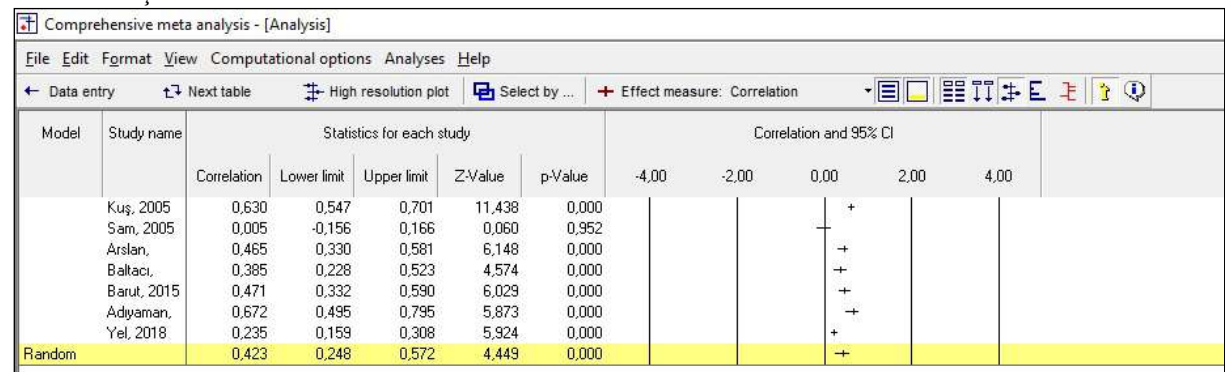 Comprehensive meta analysis - [Analysis]
File Edit Format View Computational options Analyses Help
← Data entry Next table High resolution plot Select by ... Effect measure: Correlation
Model Study name Statistics for each study Correlation and 95% CI
Correlation Lower limit Upper limit Z-Value p-Value -4,00 -2,00 0,00 2,00 4,00
Kuş, 2005 0,630 0,547 0,701 11,438 0,000
Sam, 2005 0,005 -0,156 0,166 0,060 0,952
Arslan, 0,465 0,330 0,581 6,148 0,000
Baltacı, 0,385 0,228 0,523 4,574 0,000
Barut, 2015 0,471 0,332 0,590 6,029 0,000
Adıyaman, 0,672 0,495 0,795 5,873 0,000
Yel, 2018 0,235 0,159 0,308 5,924 0,000
Random 0,423 0,248 0,572 4,449 0,000